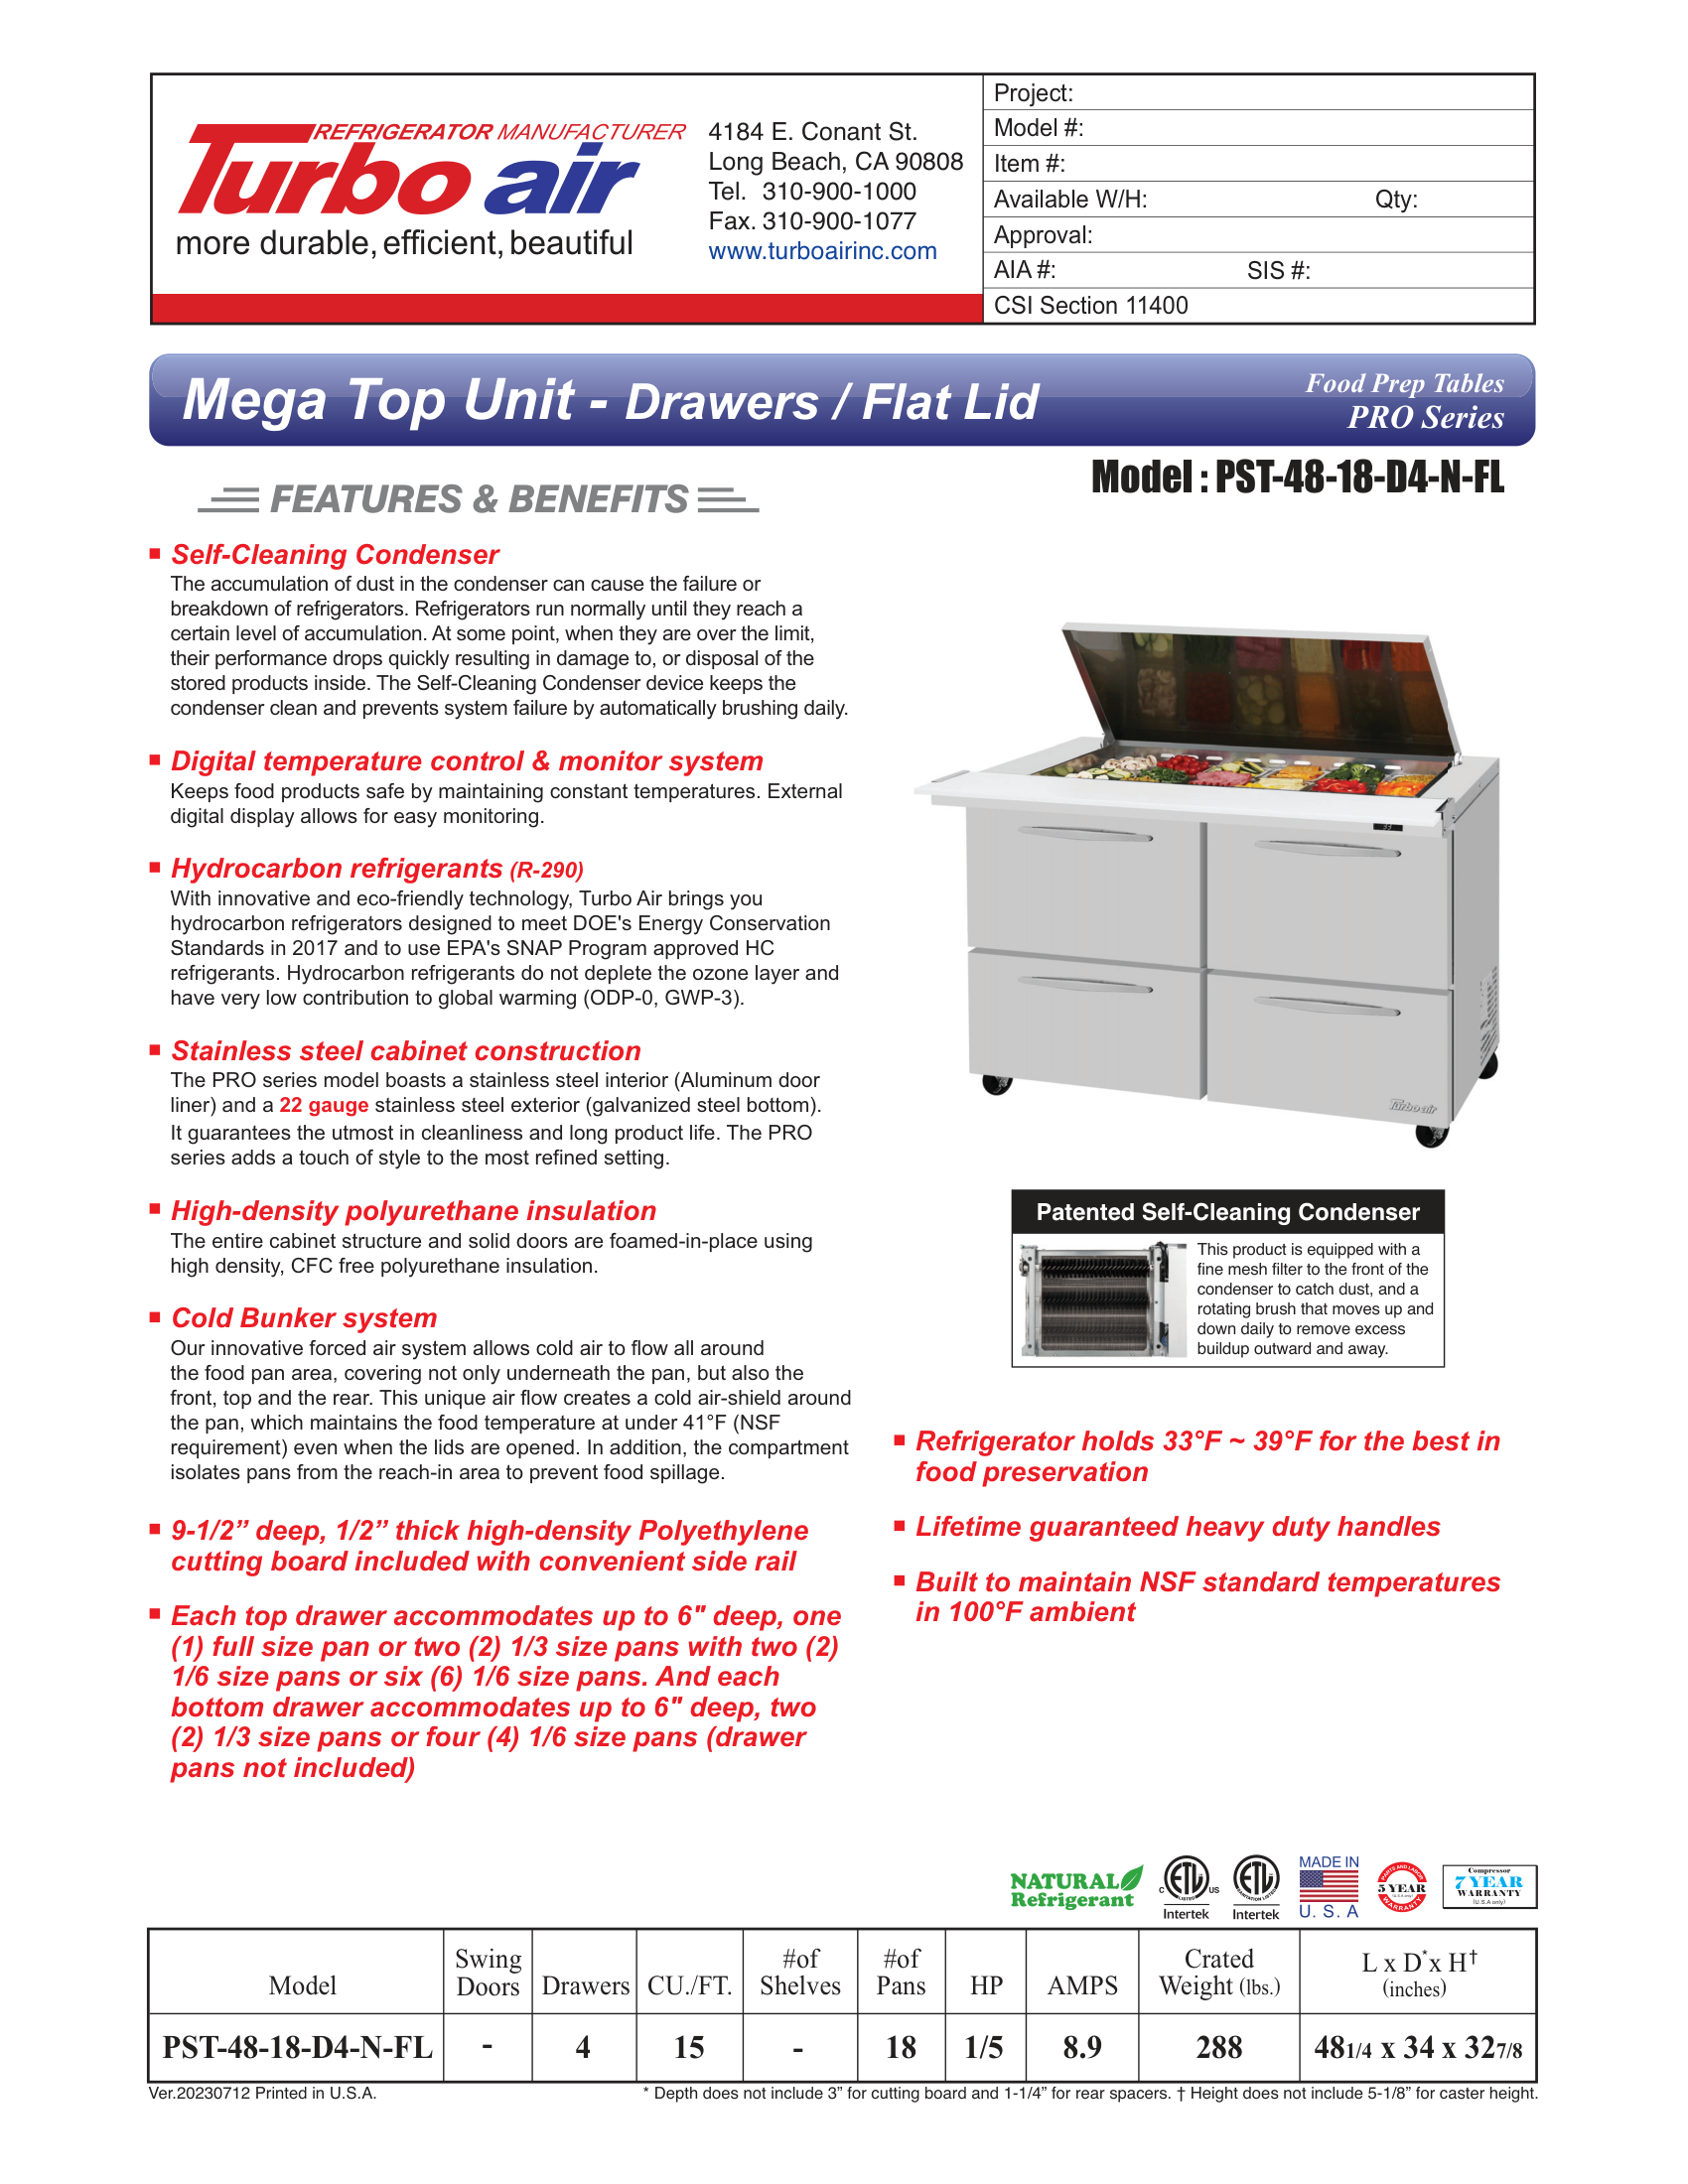 REFRIGERATOR MANUFACTURER
Turbo air
more durable, efficient, beautiful
4184 E. Conant St.
Long Beach, CA 90808
Tel. 310-900-1000
Fax. 310-900-1077
www.turboairinc.com
Project:
Model #:
Item #:
Available W/H: Qty:
Approval:
AIA #: SIS #:
CSI Section 11400
Mega Top Unit - Drawers / Flat Lid
Food Prep Tables
PRO Series
Model : PST-48-18-D4-N-FL
FEATURES & BENEFITS
Self-Cleaning Condenser
The accumulation of dust in the condenser can cause the failure or
breakdown of refrigerators. Refrigerators run normally until they reach a
certain level of accumulation. At some point, when they are over the limit,
their performance drops quickly resulting in damage to, or disposal of the
stored products inside. The Self-Cleaning Condenser device keeps the
condenser clean and prevents system failure by automatically brushing daily.
Digital temperature control & monitor system
Keeps food products safe by maintaining constant temperatures. External
digital display allows for easy monitoring.
Hydrocarbon refrigerants (R-290)
With innovative and eco-friendly technology, Turbo Air brings you
hydrocarbon refrigerators designed to meet DOE's Energy Conservation
Standards in 2017 and to use EPA's SNAP Program approved HC
refrigerants. Hydrocarbon refrigerants do not deplete the ozone layer and
have very low contribution to global warming (ODP-0, GWP-3).
Stainless steel cabinet construction
The PRO series model boasts a stainless steel interior (Aluminum door
liner) and a 22 gauge stainless steel exterior (galvanized steel bottom).
It guarantees the utmost in cleanliness and long product life. The PRO
series adds a touch of style to the most refined setting.
High-density polyurethane insulation
The entire cabinet structure and solid doors are foamed-in-place using
high density, CFC free polyurethane insulation.
Cold Bunker system
Our innovative forced air system allows cold air to flow all around
the food pan area, covering not only underneath the pan, but also the
front, top and the rear. This unique air flow creates a cold air-shield around
the pan, which maintains the food temperature at under 41°F (NSF
requirement) even when the lids are opened. In addition, the compartment
isolates pans from the reach-in area to prevent food spillage.
9-1/2” deep, 1/2” thick high-density Polyethylene
cutting board included with convenient side rail
Each top drawer accommodates up to 6" deep, one
(1) full size pan or two (2) 1/3 size pans with two (2)
1/6 size pans or six (6) 1/6 size pans. And each
bottom drawer accommodates up to 6" deep, two
(2) 1/3 size pans or four (4) 1/6 size pans (drawer
pans not included)
33
Turbo air
Patented Self-Cleaning Condenser
This product is equipped with a
fine mesh filter to the front of the
condenser to catch dust, and a
rotating brush that moves up and
down daily to remove excess
buildup outward and away.
Refrigerator holds 33°F ~ 39°F for the best in
food preservation
Lifetime guaranteed heavy duty handles
Built to maintain NSF standard temperatures
in 100°F ambient
NATURAL
Refrigerant
C ETL US
LISTED
Intertek
ETL
SANITATION LISTED
Intertek
MADE IN
U. S. A
PARTS AND LABOR
5 YEAR
(U.S.A only)
WARRANTY
Compressor
7 YEAR
WARRANTY
(U.S.A only)
Model Swing Doors Drawers CU./FT. #of Shelves #of Pans HP AMPS Crated Weight (lbs.) L x D* x H† (inches)
PST-48-18-D4-N-FL - 4 15 - 18 1/5 8.9 288 481/4 x 34 x 327/8
Ver.20230712 Printed in U.S.A.
* Depth does not include 3” for cutting board and 1-1/4” for rear spacers. † Height does not include 5-1/8” for caster height.